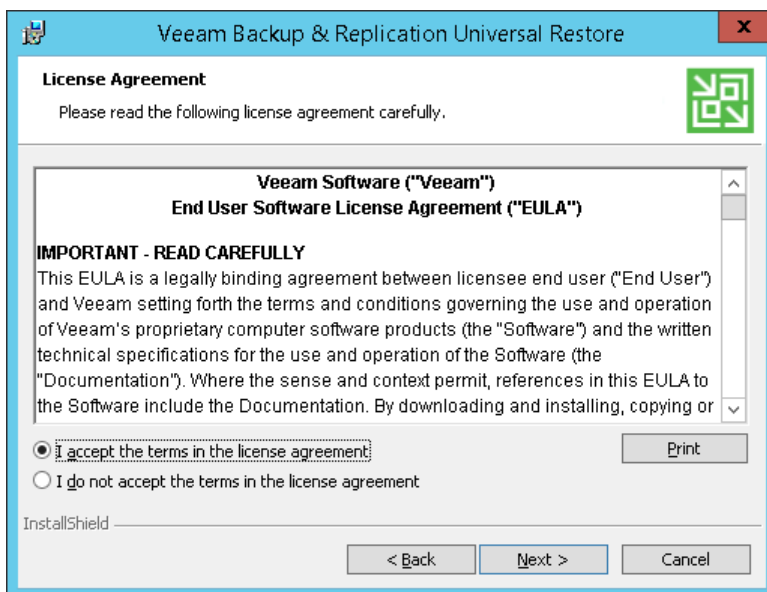 Veeam Backup & Replication Universal Restore
x
License Agreement
Please read the following license agreement carefully.
Veeam Software ("Veeam")
End User Software License Agreement ("EULA")
IMPORTANT - READ CAREFULLY
This EULA is a legally binding agreement between licensee end user ("End User")
and Veeam setting forth the terms and conditions governing the use and operation
of Veeam's proprietary computer software products (the "Software") and the written
technical specifications for the use and operation of the Software (the
"Documentation"). Where the sense and context permit, references in this EULA to
the Software include the Documentation. By downloading and installing, copying or
I accept the terms in the license agreement
Print
I do not accept the terms in the license agreement
InstallShield
< Back
Next >
Cancel